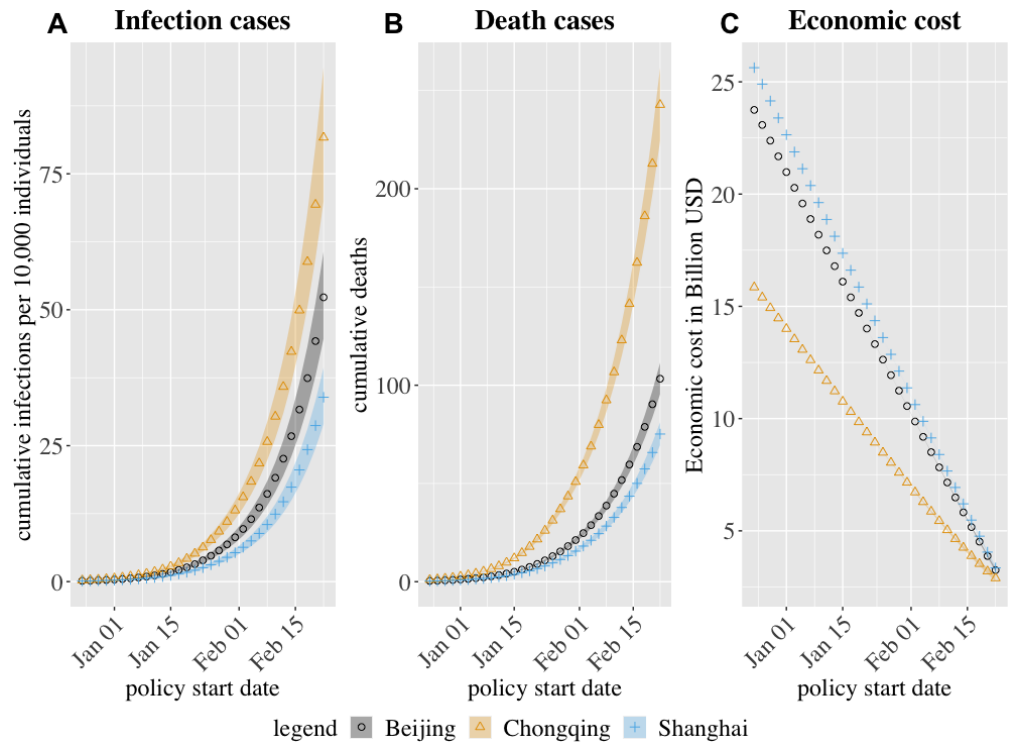 A Infection cases
cumulative infections per 10,000 individuals
75
50
25
0
Jan 01
Jan 15
Feb 01
Feb 15
policy start date
B Death cases
cumulative deaths
200
100
0
Jan 01
Jan 15
Feb 01
Feb 15
policy start date
C Economic cost
Economic cost in Billion USD
25
20
15
10
5
Jan 01
Jan 15
Feb 01
Feb 15
policy start date
legend Beijing Chongqing Shanghai